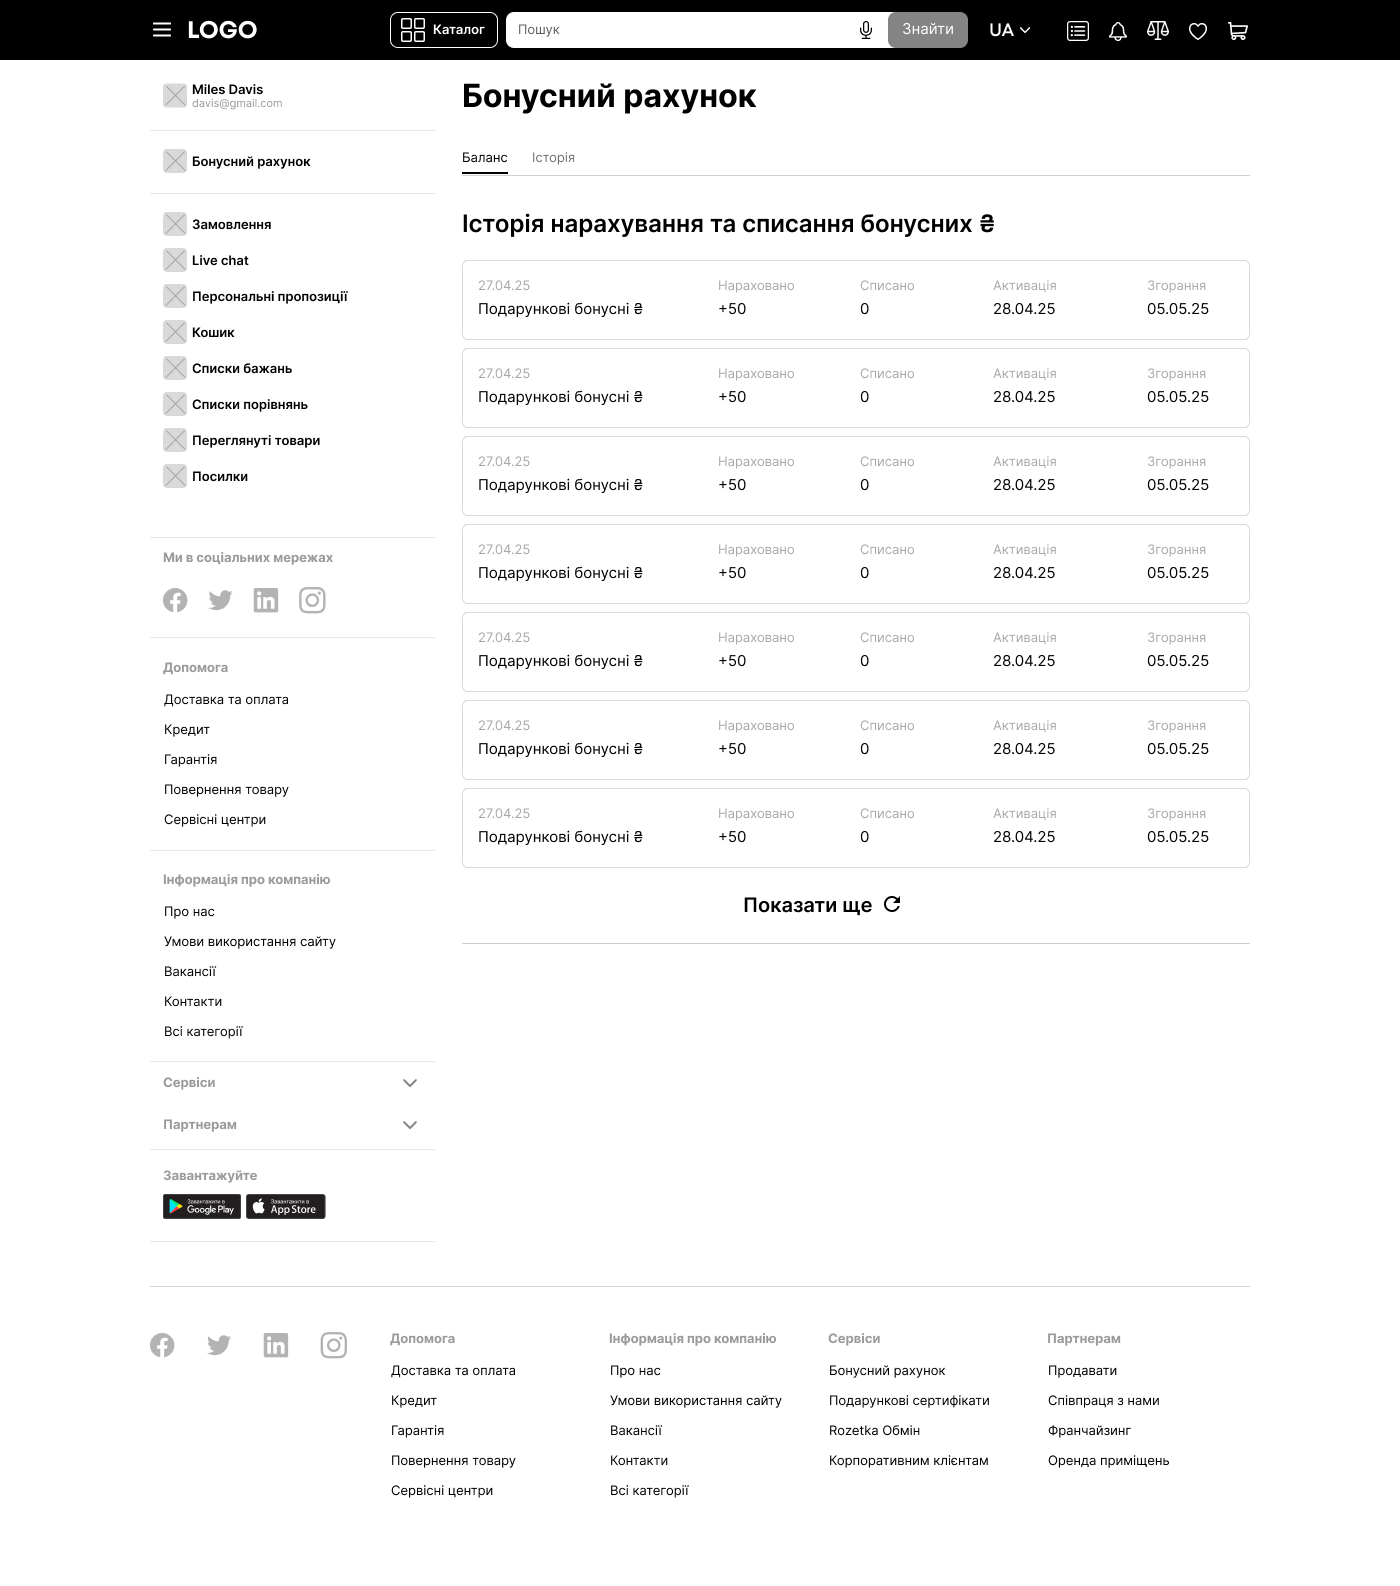 LOGO
Каталог
Пошук
Знайти
UA
Miles Davis
davis@gmail.com
Бонусний рахунок
Замовлення
Live chat
Персональні пропозиції
Кошик
Списки бажань
Списки порівнянь
Переглянуті товари
Посилки
Ми в соціальних мережах
Допомога
Доставка та оплата
Кредит
Гарантія
Повернення товару
Сервісні центри
Інформація про компанію
Про нас
Умови використання сайту
Вакансії
Контакти
Всі категорії
Сервіси
Партнерам
Завантажуйте
Завантажити в
Google Play
Завантажити в
App Store
Бонусний рахунок
Баланс Історія
Історія нарахування та списання бонусних ₴
27.04.25 Нараховано Списано Активація Згорання
Подарункові бонусні ₴ +50 0 28.04.25 05.05.25
27.04.25 Нараховано Списано Активація Згорання
Подарункові бонусні ₴ +50 0 28.04.25 05.05.25
27.04.25 Нараховано Списано Активація Згорання
Подарункові бонусні ₴ +50 0 28.04.25 05.05.25
27.04.25 Нараховано Списано Активація Згорання
Подарункові бонусні ₴ +50 0 28.04.25 05.05.25
27.04.25 Нараховано Списано Активація Згорання
Подарункові бонусні ₴ +50 0 28.04.25 05.05.25
27.04.25 Нараховано Списано Активація Згорання
Подарункові бонусні ₴ +50 0 28.04.25 05.05.25
27.04.25 Нараховано Списано Активація Згорання
Подарункові бонусні ₴ +50 0 28.04.25 05.05.25
Показати ще
Допомога
Доставка та оплата
Кредит
Гарантія
Повернення товару
Сервісні центри
Інформація про компанію
Про нас
Умови використання сайту
Вакансії
Контакти
Всі категорії
Сервіси
Бонусний рахунок
Подарункові сертифікати
Rozetka Обмін
Корпоративним клієнтам
Партнерам
Продавати
Співпраця з нами
Франчайзинг
Оренда приміщень